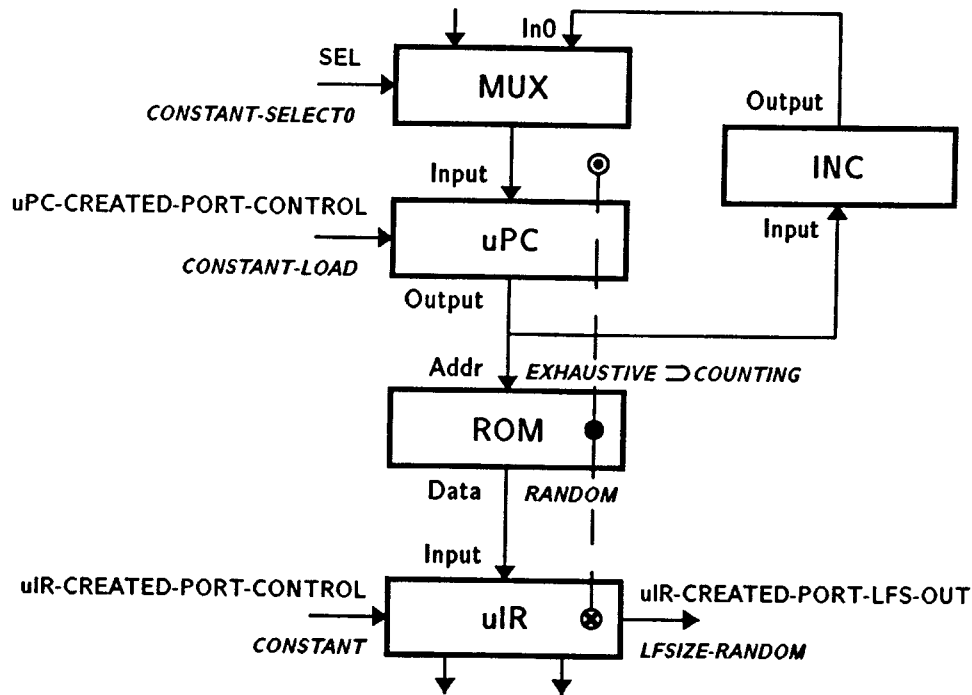 In0
SEL
MUX
CONSTANT-SELECT0
Output
INC
Input
Input
uPC-CREATED-PORT-CONTROL
uPC
CONSTANT-LOAD
Output
Addr
EXHAUSTIVE ⊃ COUNTING
ROM
Data
RANDOM
Input
uIR-CREATED-PORT-CONTROL
uIR
uIR-CREATED-PORT-LFS-OUT
CONSTANT
LFSIZE-RANDOM